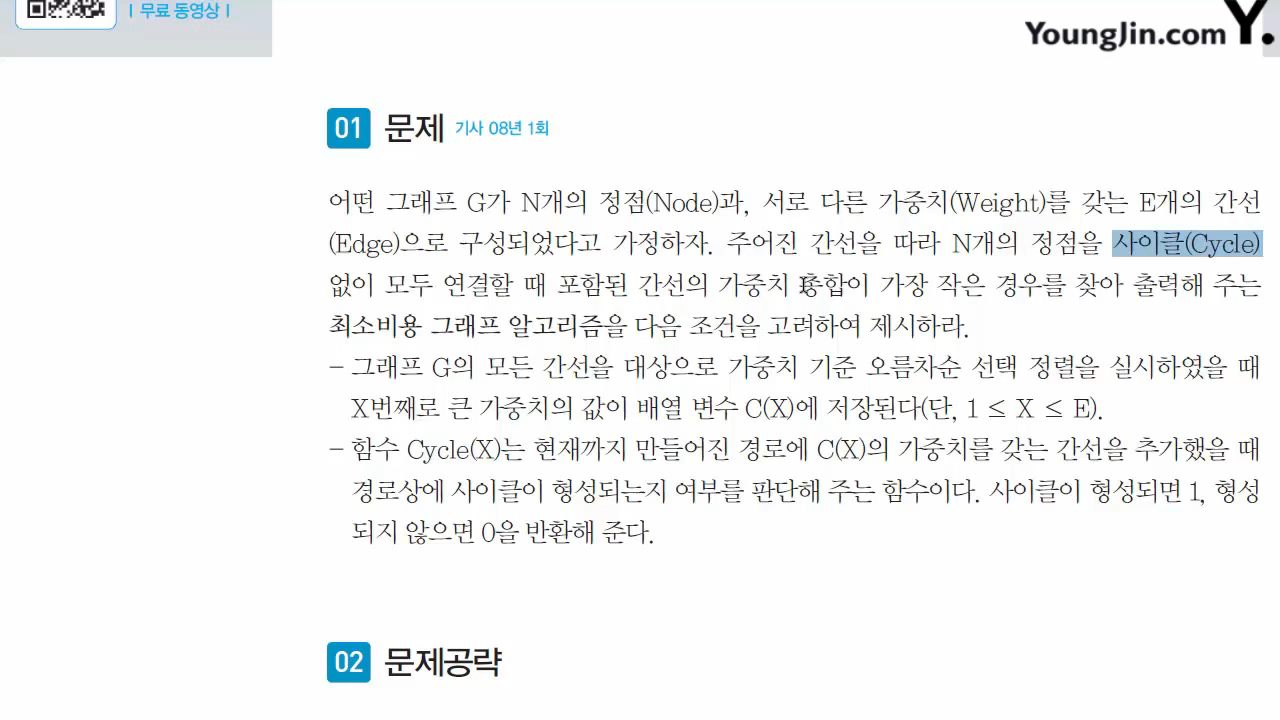 | 무료 동영상 |
YoungJin.com Y.
01 문제 기사 08년 1회
어떤 그래프 G가 N개의 정점(Node)과, 서로 다른 가중치(Weight)를 갖는 E개의 간선
(Edge)으로 구성되었다고 가정하자. 주어진 간선을 따라 N개의 정점을 사이클(Cycle)
없이 모두 연결할 때 포함된 간선의 가중치 총합이 가장 작은 경우를 찾아 출력해 주는
최소비용 그래프 알고리즘을 다음 조건을 고려하여 제시하라.
– 그래프 G의 모든 간선을 대상으로 가중치 기준 오름차순 선택 정렬을 실시하였을 때
X번째로 큰 가중치의 값이 배열 변수 C(X)에 저장된다(단, 1 ≤ X ≤ E).
– 함수 Cycle(X)는 현재까지 만들어진 경로에 C(X)의 가중치를 갖는 간선을 추가했을 때
경로상에 사이클이 형성되는지 여부를 판단해 주는 함수이다. 사이클이 형성되면 1, 형성
되지 않으면 0을 반환해 준다.
02 문제공략